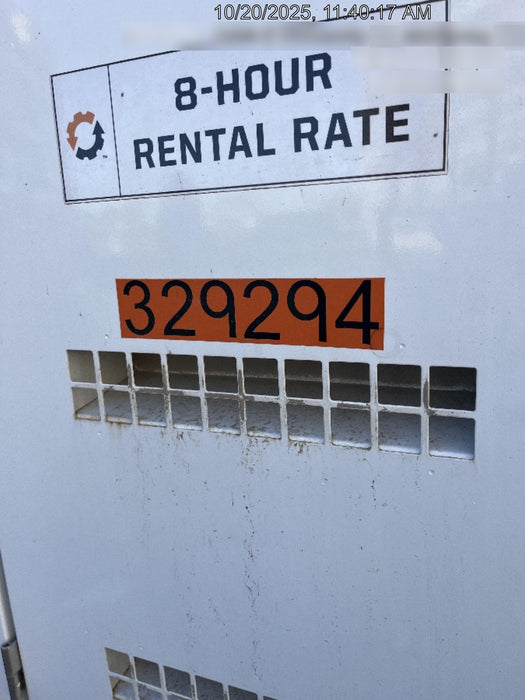 10/20/2025, 11:40:17 AM
8-HOUR
RENTAL RATE
329294